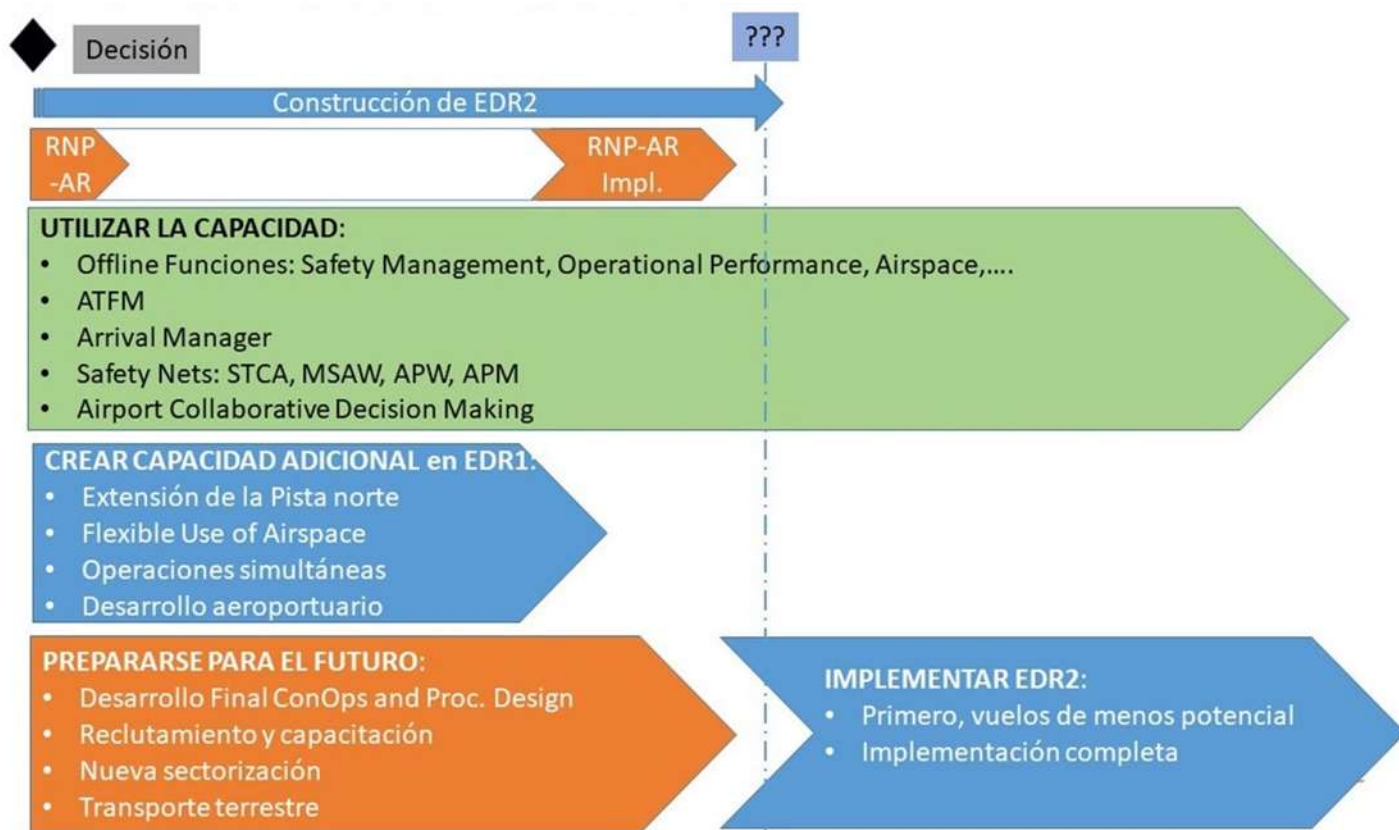 Decisión
???
Construcción de EDR2
RNP
-AR
RNP-AR
Impl.
UTILIZAR LA CAPACIDAD:
• Offline Funciones: Safety Management, Operational Performance, Airspace,....
• ATFM
• Arrival Manager
• Safety Nets: STCA, MSAW, APW, APM
• Airport Collaborative Decision Making
CREAR CAPACIDAD ADICIONAL en EDR1:
• Extensión de la Pista norte
• Flexible Use of Airspace
• Operaciones simultáneas
• Desarrollo aeroportuario
PREPARARSE PARA EL FUTURO:
• Desarrollo Final ConOps and Proc. Design
• Reclutamiento y capacitación
• Nueva sectorización
• Transporte terrestre
IMPLEMENTAR EDR2:
• Primero, vuelos de menos potencial
• Implementación completa